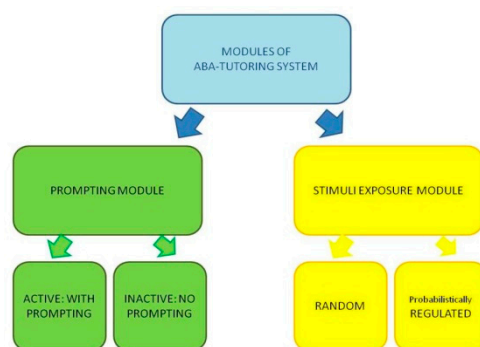 MODULES OF
ABA-TUTORING SYSTEM
PROMPTING MODULE
STIMULI EXPOSURE MODULE
ACTIVE: WITH
PROMPTING
INACTIVE: NO
PROMPTING
RANDOM
Probabilistically
REGULATED